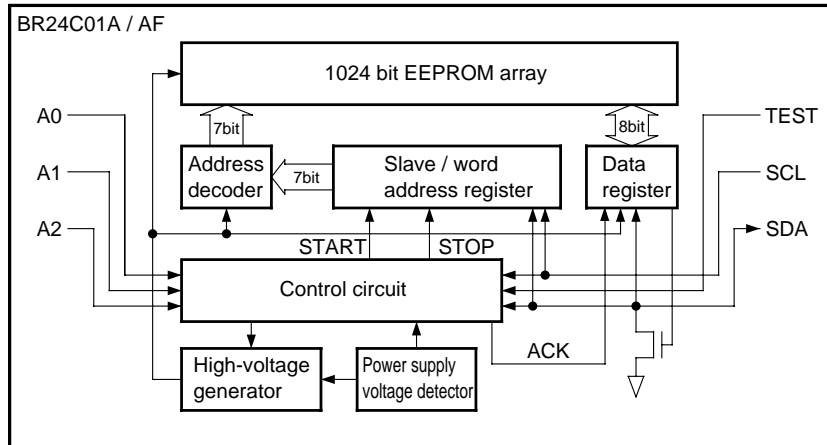 BR24C01A / AF
1024 bit EEPROM array
A0
7bit
8bit
TEST
A1
Address
decoder
7bit
Slave / word
address register
Data
register
SCL
A2
START
STOP
SDA
Control circuit
High-voltage
generator
Power supply
voltage detector
ACK